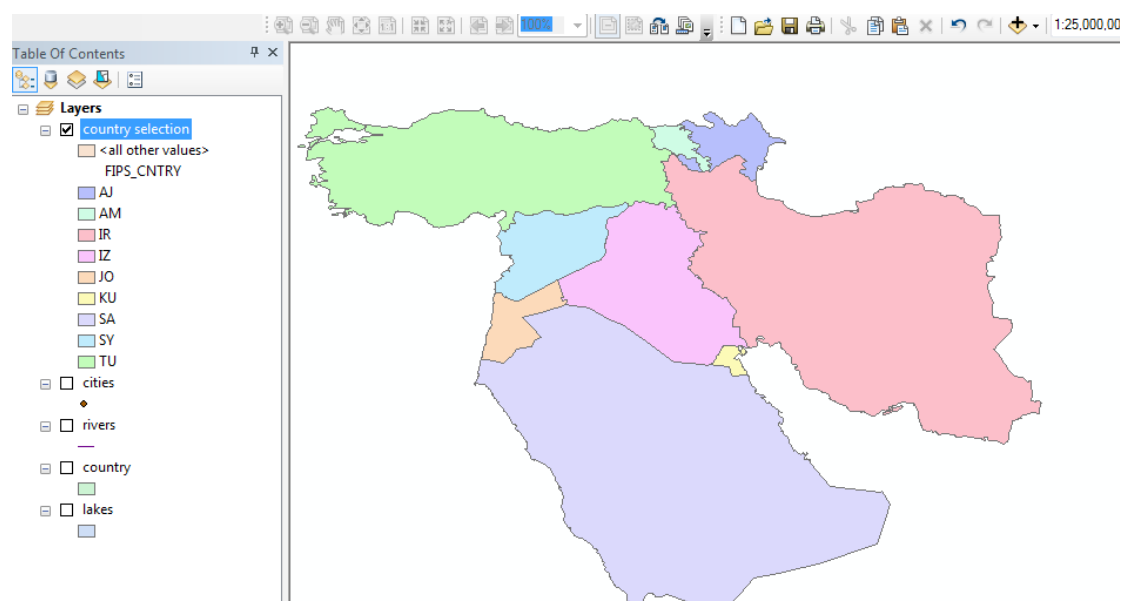 100%
1:25,000,00
Table Of Contents
Layers
country selection
<all other values>
FIPS_CNTRY
AJ
AM
IR
IZ
JO
KU
SA
SY
TU
cities
rivers
country
lakes